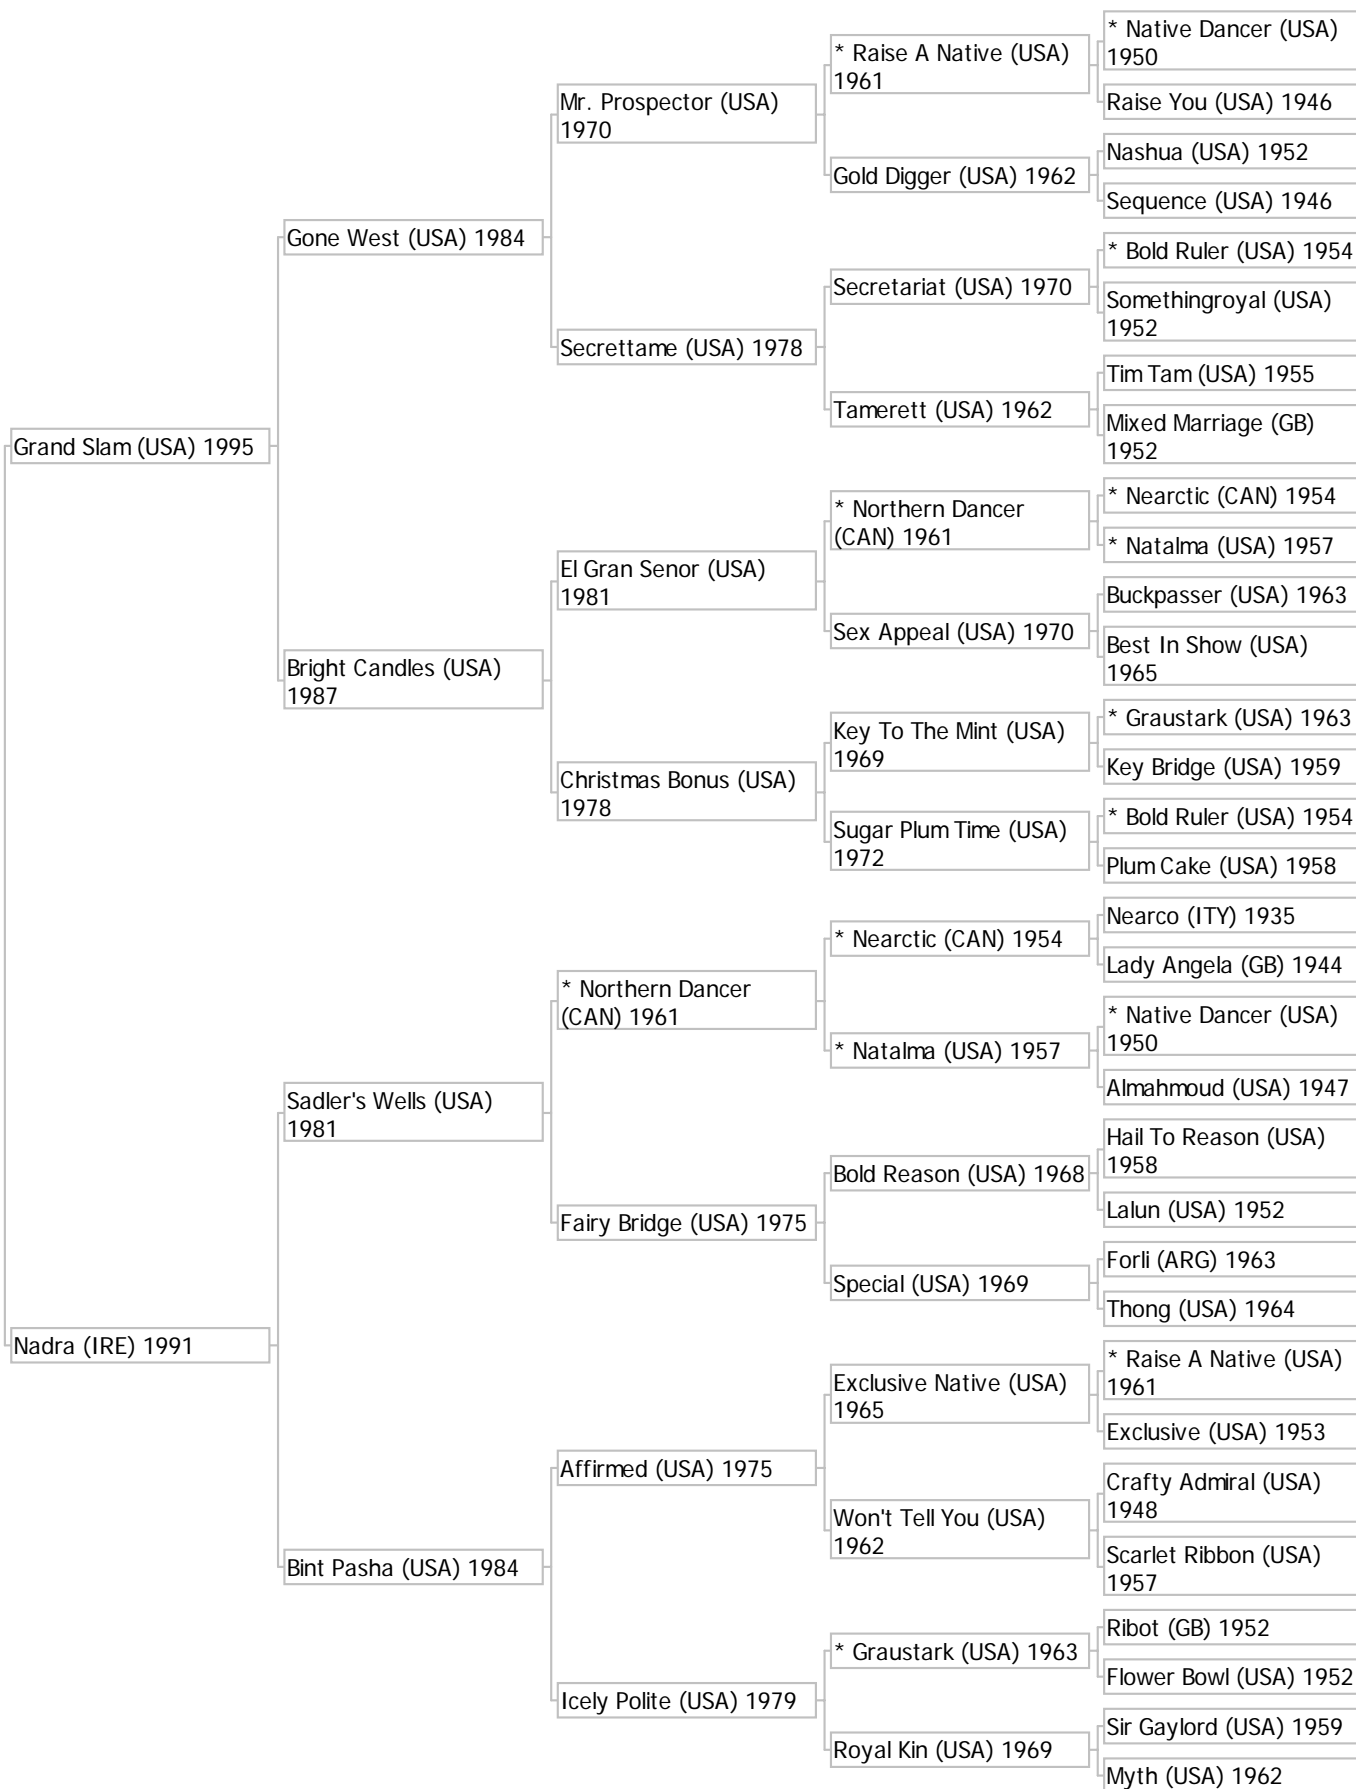 * Native Dancer (USA)
1950
* Raise A Native (USA)
1961
Mr. Prospector (USA)
1970
Raise You (USA) 1946
Nashua (USA) 1952
Gold Digger (USA) 1962
Sequence (USA) 1946
Gone West (USA) 1984
* Bold Ruler (USA) 1954
Secretariat (USA) 1970
Somethingroyal (USA)
1952
Secrettame (USA) 1978
Tim Tam (USA) 1955
Tamerett (USA) 1962
Mixed Marriage (GB)
1952
Grand Slam (USA) 1995
* Nearctic (CAN) 1954
* Northern Dancer
(CAN) 1961
* Natalma (USA) 1957
El Gran Senor (USA)
1981
Buckpasser (USA) 1963
Sex Appeal (USA) 1970
Best In Show (USA)
1965
Bright Candles (USA)
1987
* Graustark (USA) 1963
Key To The Mint (USA)
1969
Key Bridge (USA) 1959
Christmas Bonus (USA)
1978
* Bold Ruler (USA) 1954
Sugar Plum Time (USA)
1972
Plum Cake (USA) 1958
Nearco (ITY) 1935
* Nearctic (CAN) 1954
Lady Angela (GB) 1944
* Northern Dancer
(CAN) 1961
* Native Dancer (USA)
1950
* Natalma (USA) 1957
Almahmoud (USA) 1947
Sadler's Wells (USA)
1981
Hail To Reason (USA)
1958
Bold Reason (USA) 1968
Lalun (USA) 1952
Fairy Bridge (USA) 1975
Forli (ARG) 1963
Special (USA) 1969
Thong (USA) 1964
Nadra (IRE) 1991
* Raise A Native (USA)
1961
Exclusive Native (USA)
1965
Exclusive (USA) 1953
Affirmed (USA) 1975
Crafty Admiral (USA)
1948
Won't Tell You (USA)
1962
Scarlet Ribbon (USA)
1957
Bint Pasha (USA) 1984
Ribot (GB) 1952
* Graustark (USA) 1963
Flower Bowl (USA) 1952
Icely Polite (USA) 1979
Sir Gaylord (USA) 1959
Royal Kin (USA) 1969
Myth (USA) 1962